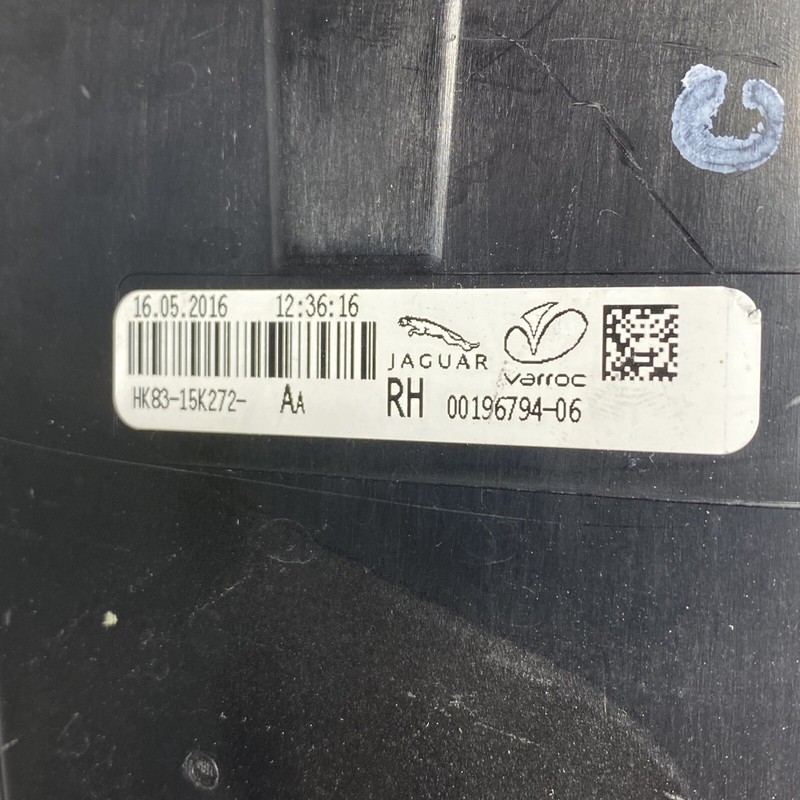 16.05.2016 12:36:16
JAGUAR varroc
HK83-15K272- AA RH 00196794-06
C